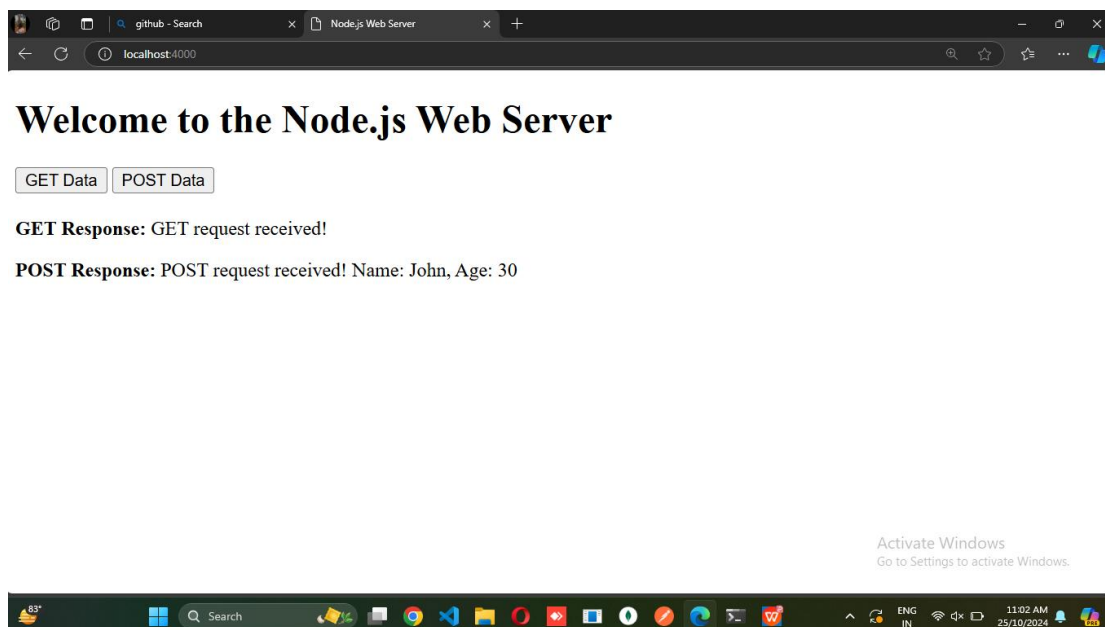 github - Search
Node.js Web Server
localhost:4000
Welcome to the Node.js Web Server
GET Data POST Data
GET Response: GET request received!
POST Response: POST request received! Name: John, Age: 30
Activate Windows
Go to Settings to activate Windows.
83°
Search
ENG
IN
11:02 AM
25/10/2024